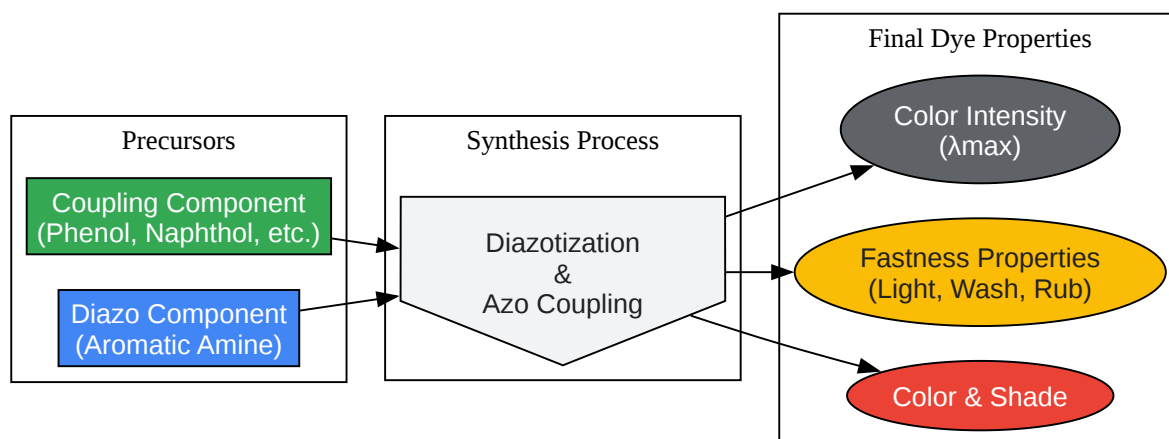 Precursors
Coupling Component
(Phenol, Naphthol, etc.)
Diazo Component
(Aromatic Amine)
Synthesis Process
Diazotization
&
Azo Coupling
Final Dye Properties
Color Intensity
(λmax)
Fastness Properties
(Light, Wash, Rub)
Color & Shade